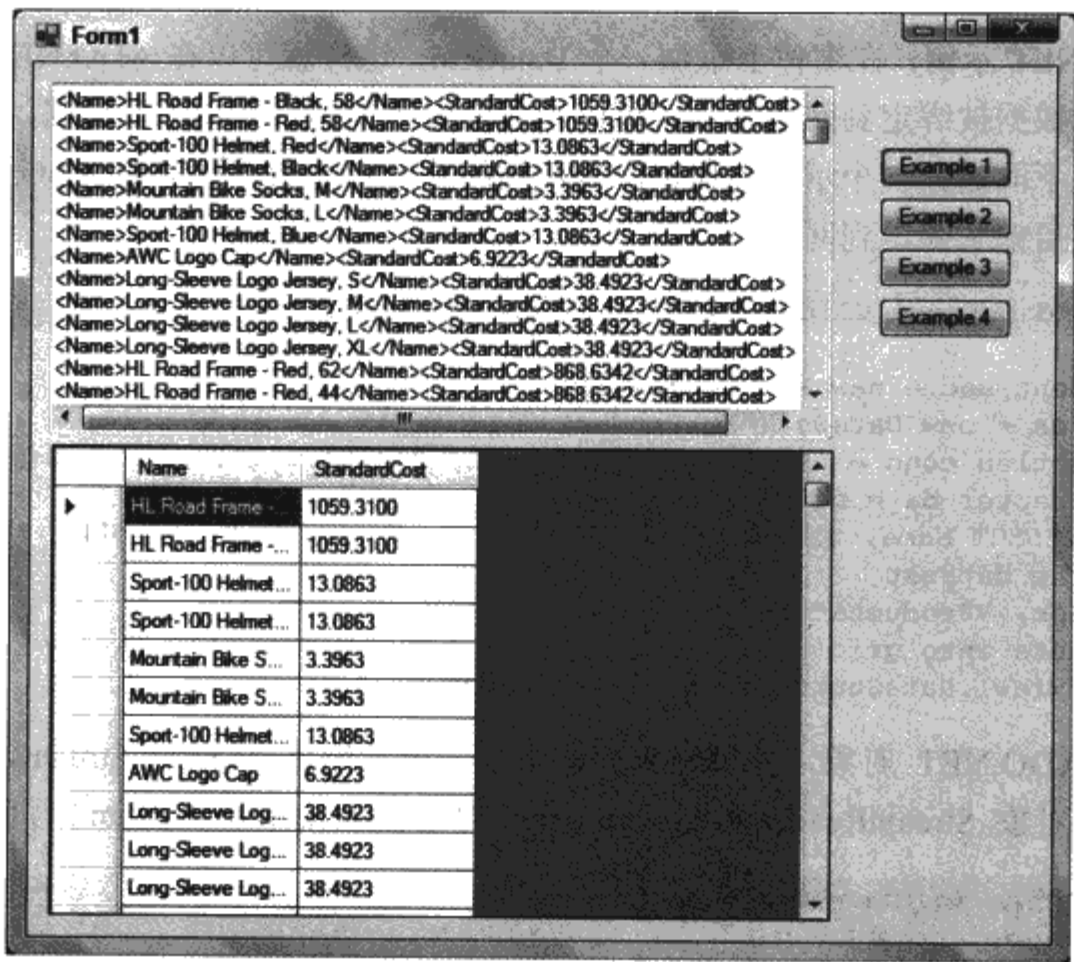 Form1
<Name>HL Road Frame - Black, 58</Name><StandardCost>1059.3100</StandardCost>
<Name>HL Road Frame - Red, 58</Name><StandardCost>1059.3100</StandardCost>
<Name>Sport-100 Helmet, Red</Name><StandardCost>13.0863</StandardCost>
<Name>Sport-100 Helmet, Black</Name><StandardCost>13.0863</StandardCost>
<Name>Mountain Bike Socks, M</Name><StandardCost>3.3963</StandardCost>
<Name>Mountain Bike Socks, L</Name><StandardCost>3.3963</StandardCost>
<Name>Sport-100 Helmet, Blue</Name><StandardCost>13.0863</StandardCost>
<Name>AWC Logo Cap</Name><StandardCost>6.9223</StandardCost>
<Name>Long-Sleeve Logo Jersey, S</Name><StandardCost>38.4923</StandardCost>
<Name>Long-Sleeve Logo Jersey, M</Name><StandardCost>38.4923</StandardCost>
<Name>Long-Sleeve Logo Jersey, L</Name><StandardCost>38.4923</StandardCost>
<Name>Long-Sleeve Logo Jersey, XL</Name><StandardCost>38.4923</StandardCost>
<Name>HL Road Frame - Red, 62</Name><StandardCost>868.6342</StandardCost>
<Name>HL Road Frame - Red, 44</Name><StandardCost>868.6342</StandardCost>
Example 1
Example 2
Example 3
Example 4
Name StandardCost
HL Road Frame -... 1059.3100
HL Road Frame -... 1059.3100
Sport-100 Helmet... 13.0863
Sport-100 Helmet... 13.0863
Mountain Bike S... 3.3963
Mountain Bike S... 3.3963
Sport-100 Helmet... 13.0863
AWC Logo Cap 6.9223
Long-Sleeve Log... 38.4923
Long-Sleeve Log... 38.4923
Long-Sleeve Log... 38.4923